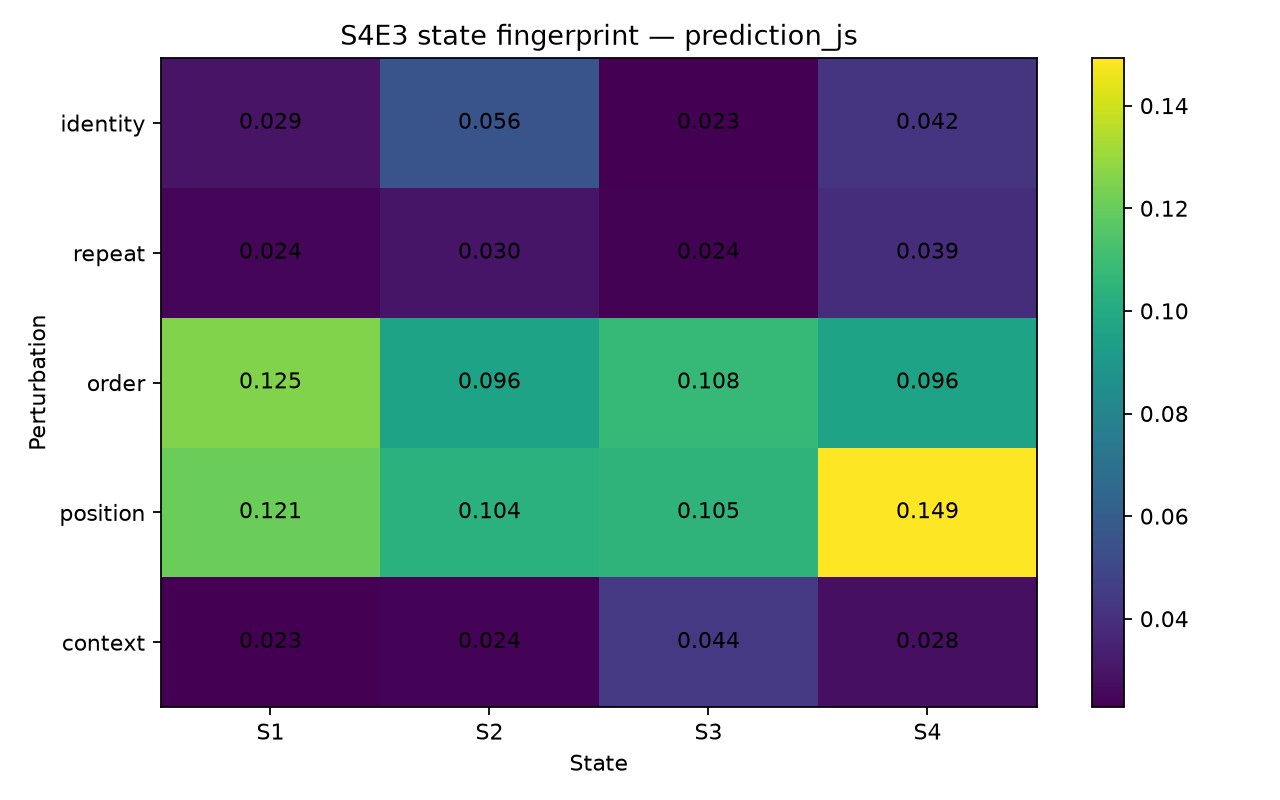 S4E3 state fingerprint — prediction_js
identity 0.029 0.056 0.023 0.042
repeat 0.024 0.030 0.024 0.039
order 0.125 0.096 0.108 0.096
position 0.121 0.104 0.105 0.149
context 0.023 0.024 0.044 0.028
Perturbation
S1 S2 S3 S4
State
0.14
0.12
0.10
0.08
0.06
0.04